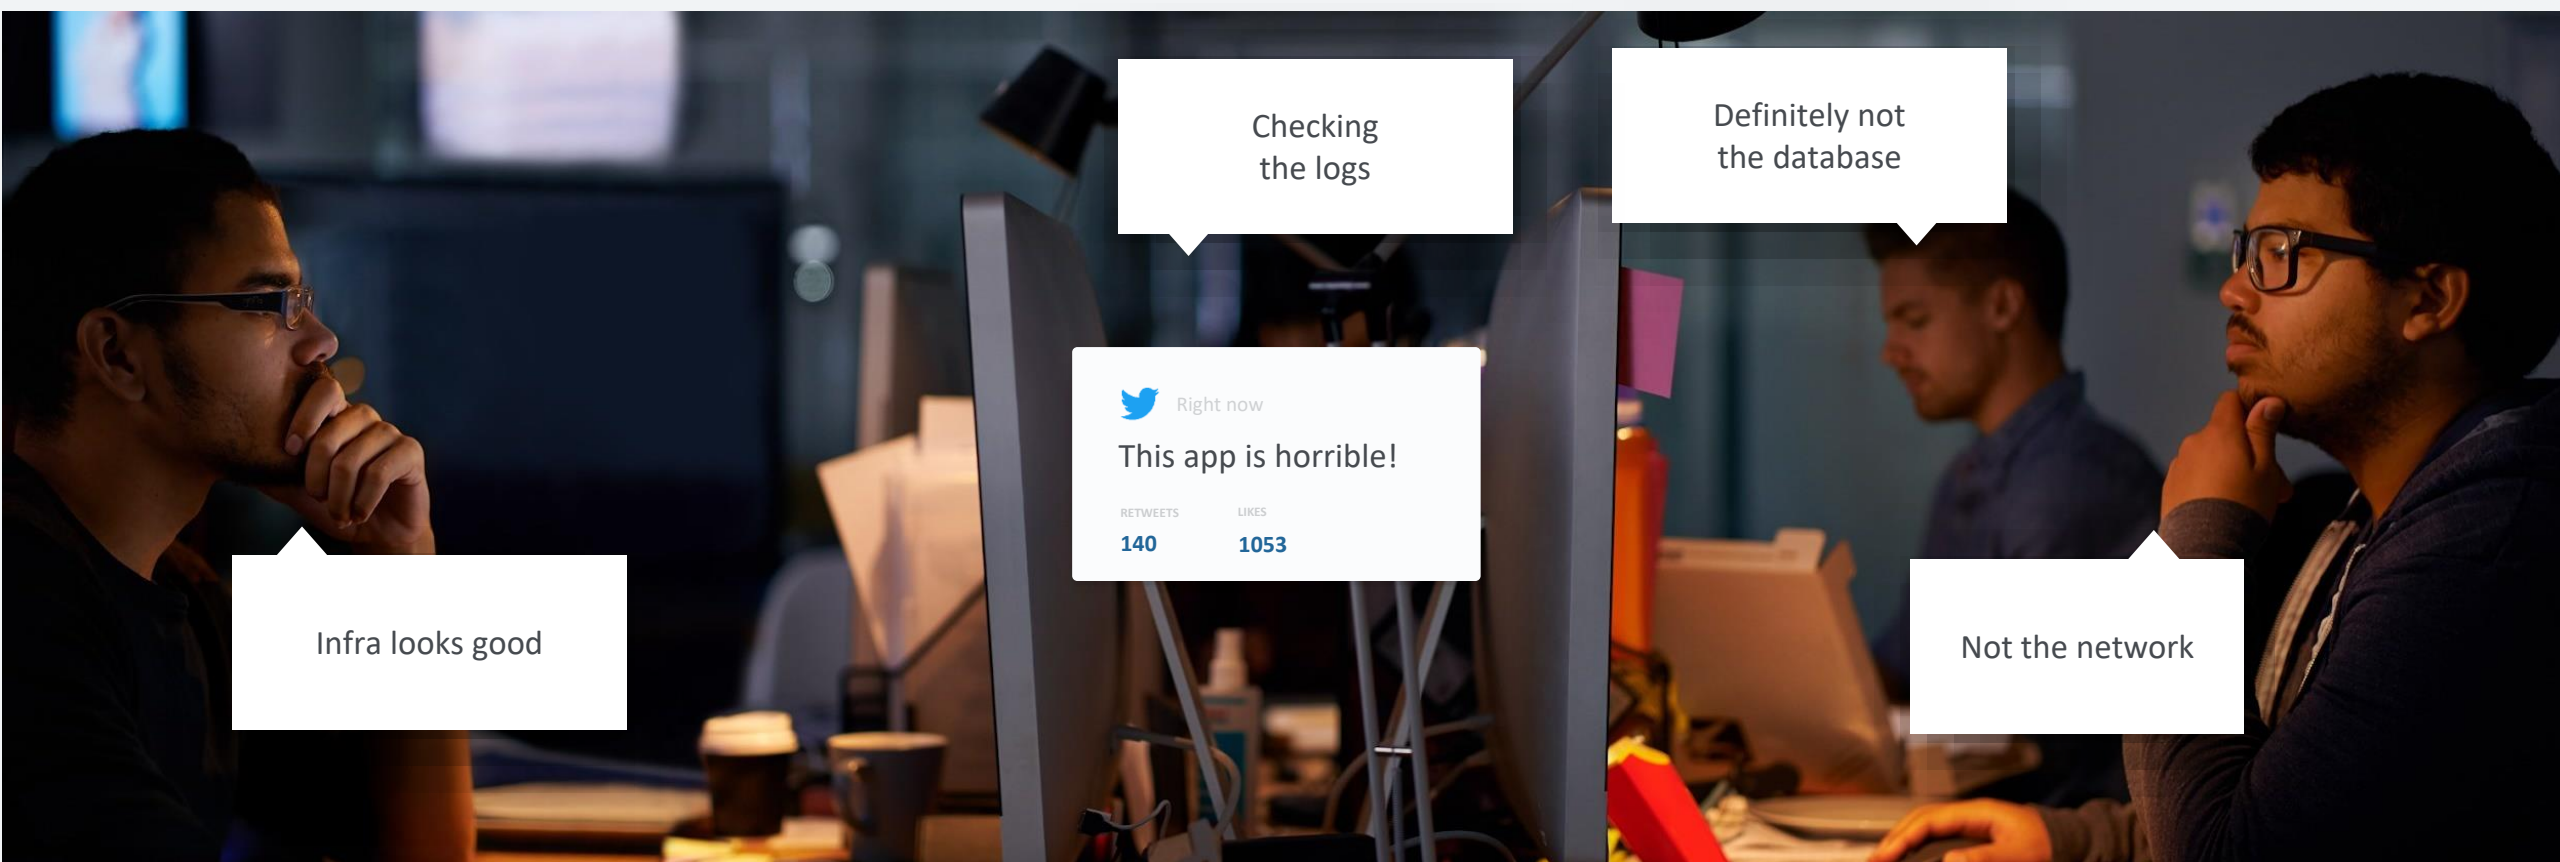 Checking
the logs
Definitely not
the database
Right now
This app is horrible!
RETWEETS LIKES
140 1053
Infra looks good
Not the network